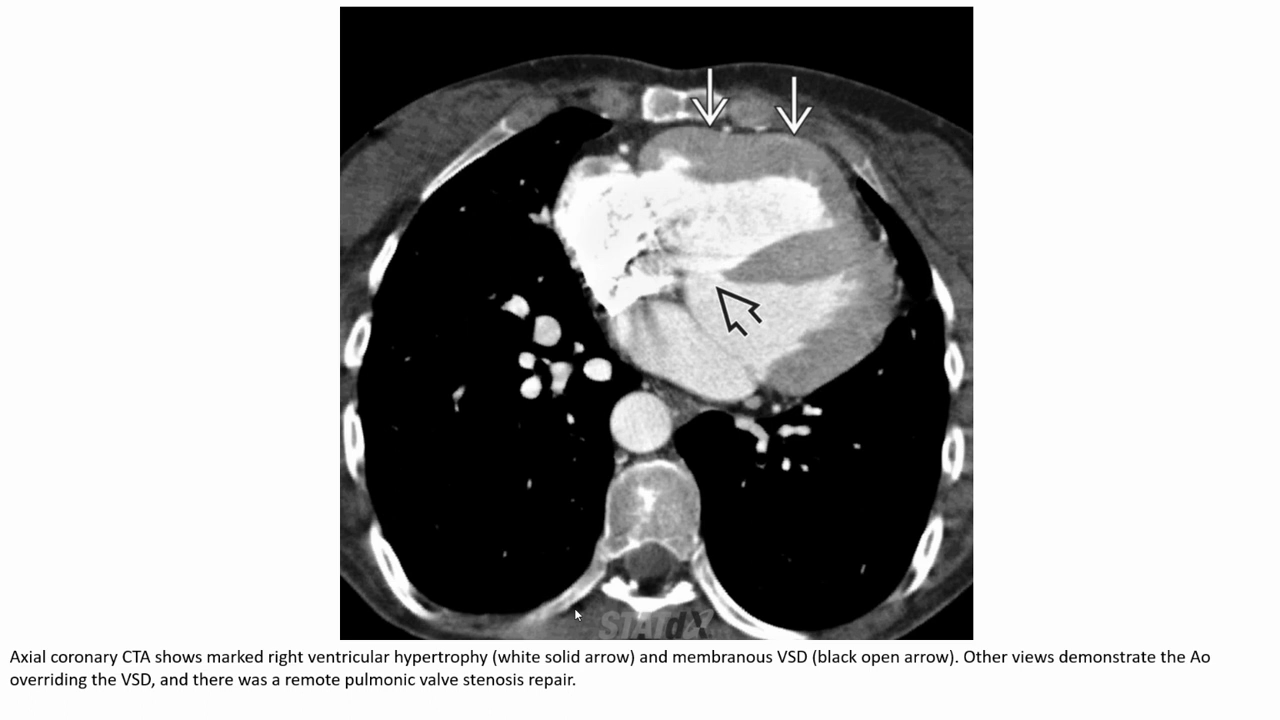 STATdX
Axial coronary CTA shows marked right ventricular hypertrophy (white solid arrow) and membranous VSD (black open arrow). Other views demonstrate the Ao
overriding the VSD, and there was a remote pulmonic valve stenosis repair.